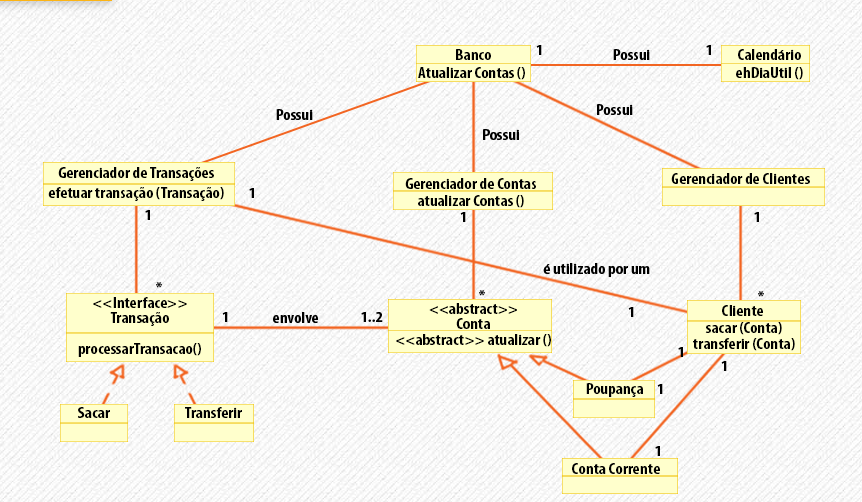 Banco
Atualizar Contas ()
1
Possui
1
Calendário
ehDiaUtil ()
Possui
Possui
Possui
Gerenciador de Transações
efetuar transação (Transação)
1
1
Gerenciador de Contas
atualizar Contas ()
1
Gerenciador de Clientes
1
é utilizado por um
*
<<Interface>>
Transação
processarTransacao()
1
envolve
1..2
*
<<abstract>>
Conta
<<abstract>> atualizar ()
1
*
Cliente
sacar (Conta)
transferir (Conta)
1
1
Poupança
1
Sacar
Transferir
1
Conta Corrente